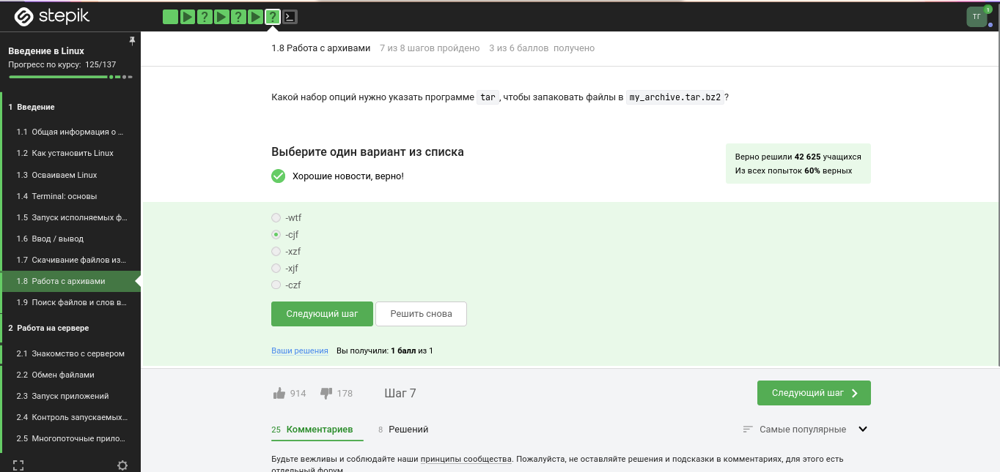 stepik
ТГ
1
Введение в Linux
Прогресс по курсу: 125/137
1 Введение
1.1 Общая информация о ...
1.2 Как установить Linux
1.3 Осваиваем Linux
1.4 Terminal: основы
1.5 Запуск исполняемых ф...
1.6 Ввод / вывод
1.7 Скачивание файлов из...
1.8 Работа с архивами
1.9 Поиск файлов и слов в...
2 Работа на сервере
2.1 Знакомство с сервером
2.2 Обмен файлами
2.3 Запуск приложений
2.4 Контроль запускаемых...
2.5 Многопоточные прило...
1.8 Работа с архивами 7 из 8 шагов пройдено 3 из 6 баллов получено
Какой набор опций нужно указать программе tar, чтобы запаковать файлы в my_archive.tar.bz2?
Выберите один вариант из списка
Хорошие новости, верно!
Верно решили 42 625 учащихся
Из всех попыток 60% верных
-wtf
-cjf
-xzf
-xjf
-czf
Следующий шаг Решить снова
Ваши решения Вы получили: 1 балл из 1
914 178 Шаг 7 Следующий шаг
25 Комментариев 8 Решений Самые популярные
Будьте вежливы и соблюдайте наши принципы сообщества. Пожалуйста, не оставляйте решения и подсказки в комментариях, для этого есть
отдельный форум.